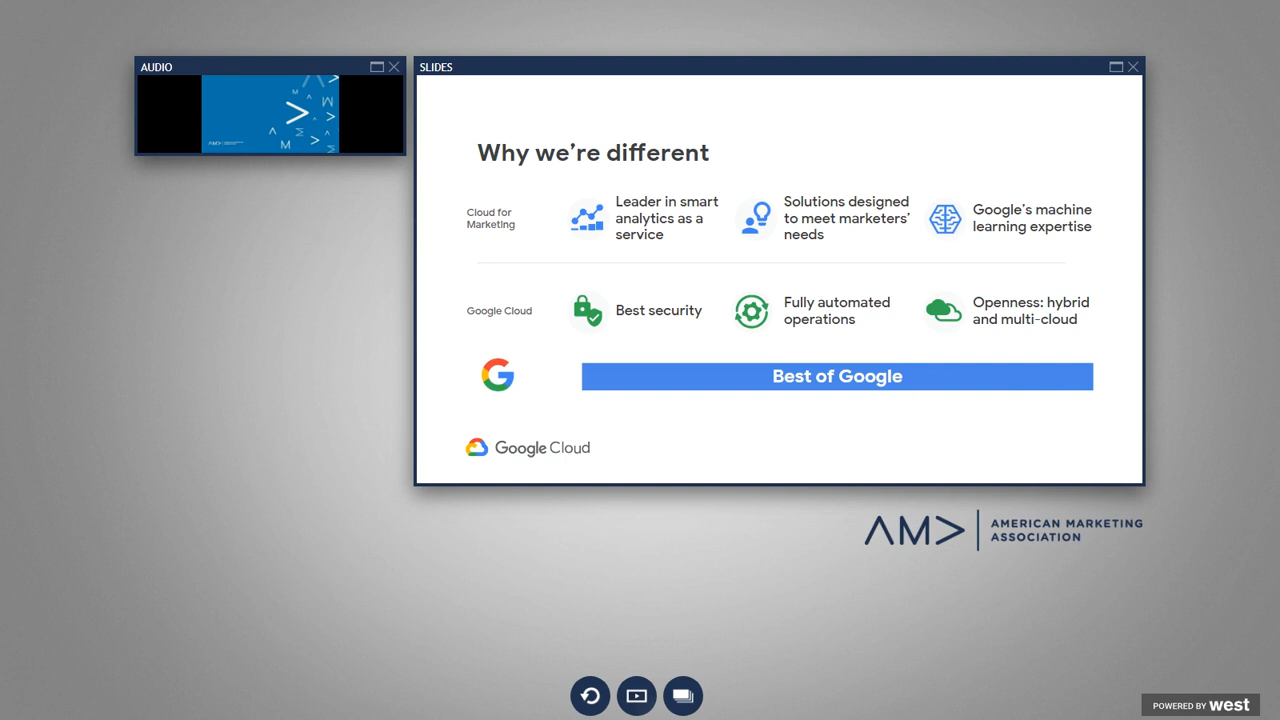 AUDIO
SLIDES
Why we’re different
Cloud for
Marketing
Leader in smart
analytics as a
service
Solutions designed
to meet marketers’
needs
Google’s machine
learning expertise
Google Cloud
Best security
Fully automated
operations
Openness: hybrid
and multi-cloud
Best of Google
Google Cloud
AMERICAN MARKETING
ASSOCIATION
POWERED BY west